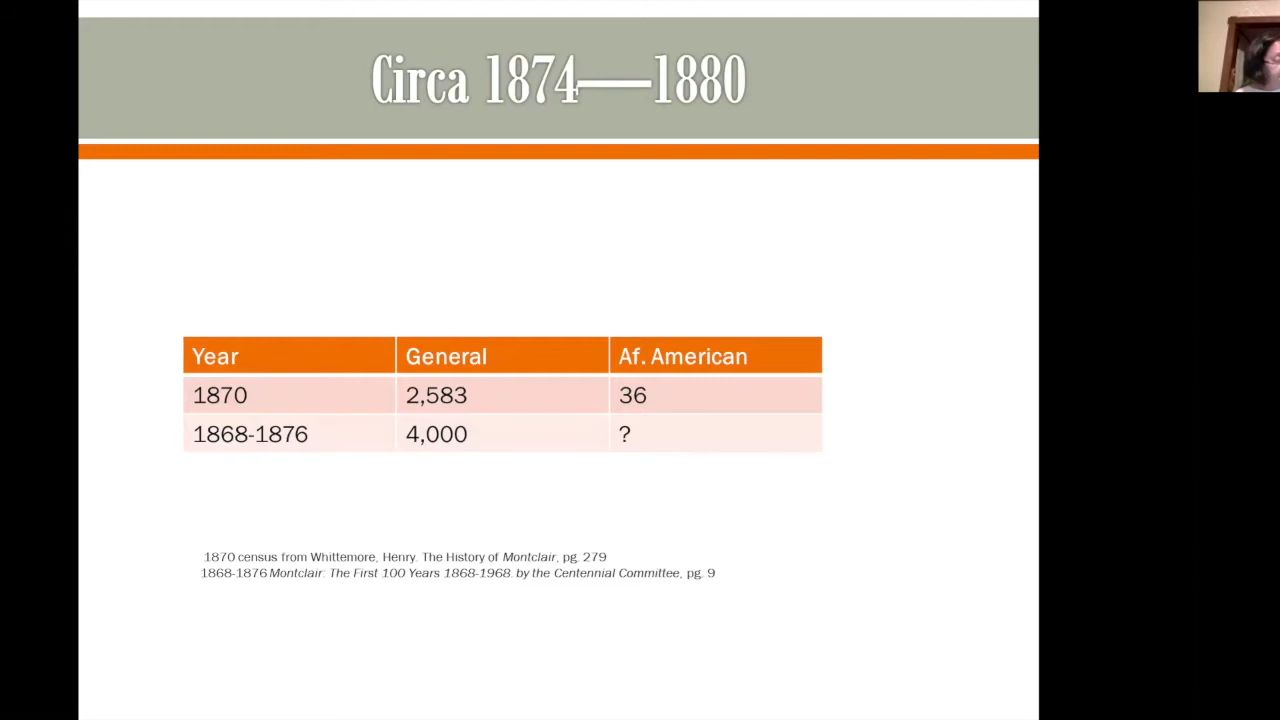 Circa 1874—1880
Year General Af. American
1870 2,583 36
1868-1876 4,000 ?
1870 census from Whittemore, Henry. The History of Montclair, pg. 279
1868-1876 Montclair: The First 100 Years 1868-1968. by the Centennial Committee, pg. 9